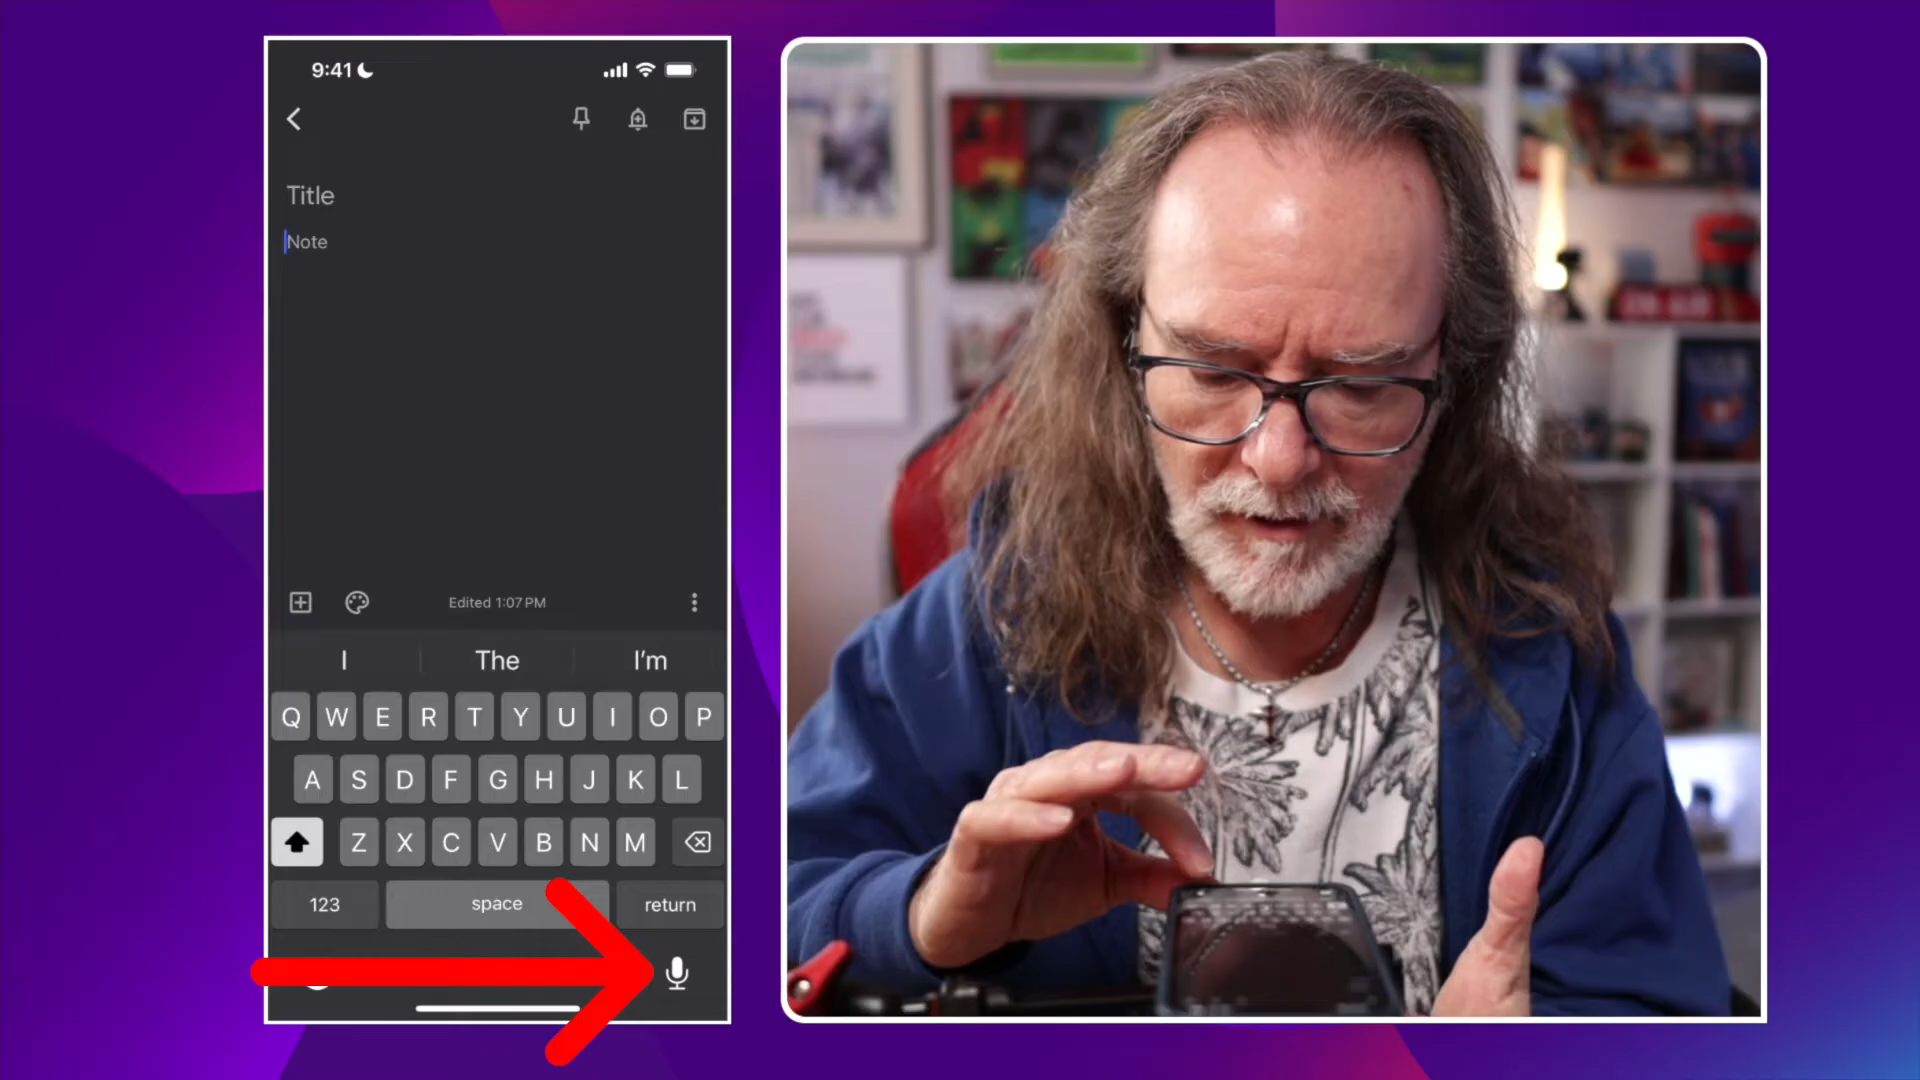 9:41
Title
Note
Edited 1:07 PM
I The I'm
Q W E R T Y U I O P
A S D F G H J K L
Z X C V B N M
123 space return